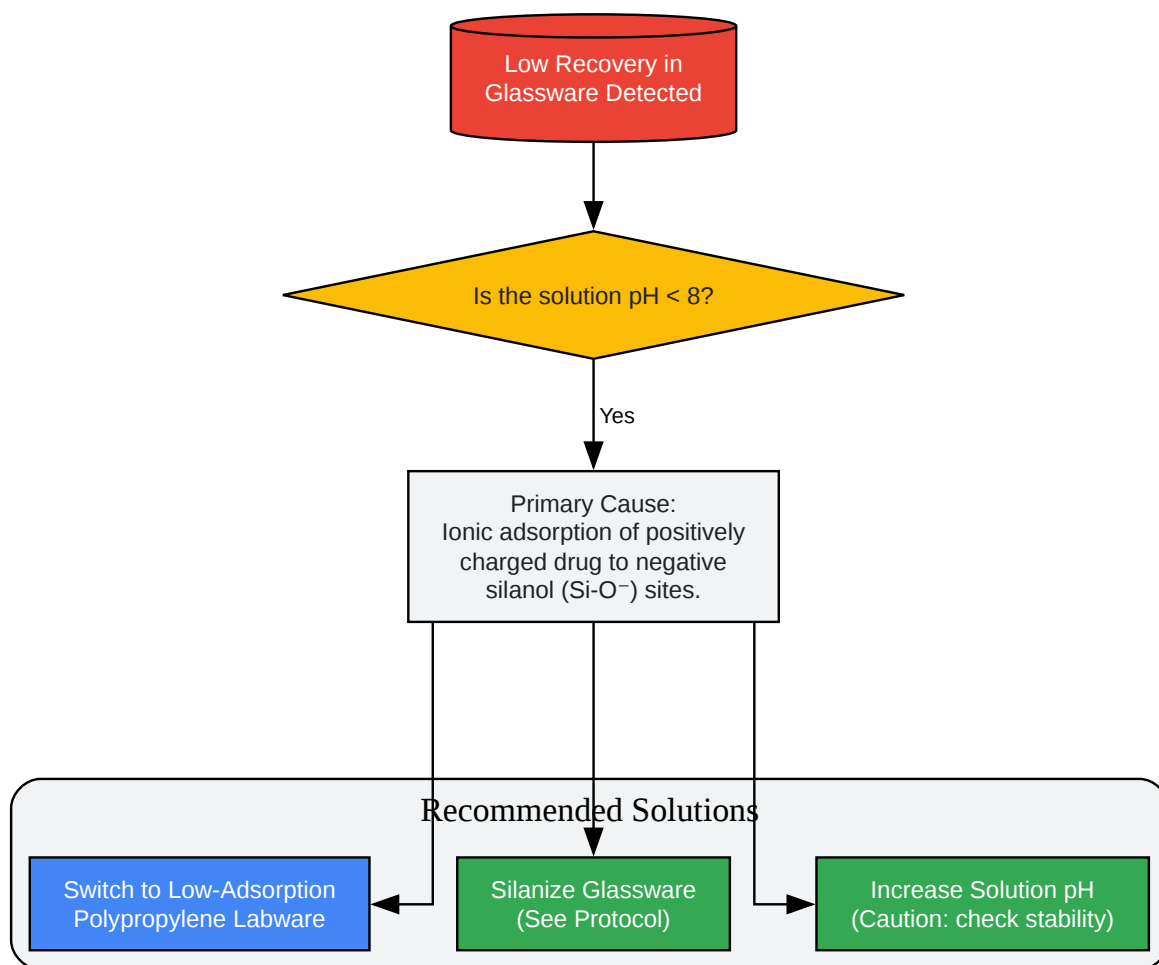 Low Recovery in
Glassware Detected
Is the solution pH < 8?
Yes
Primary Cause:
Ionic adsorption of positively
charged drug to negative
silanol (Si-O⁻) sites.
Recommended Solutions
Switch to Low-Adsorption
Polypropylene Labware
Silanize Glassware
(See Protocol)
Increase Solution pH
(Caution: check stability)